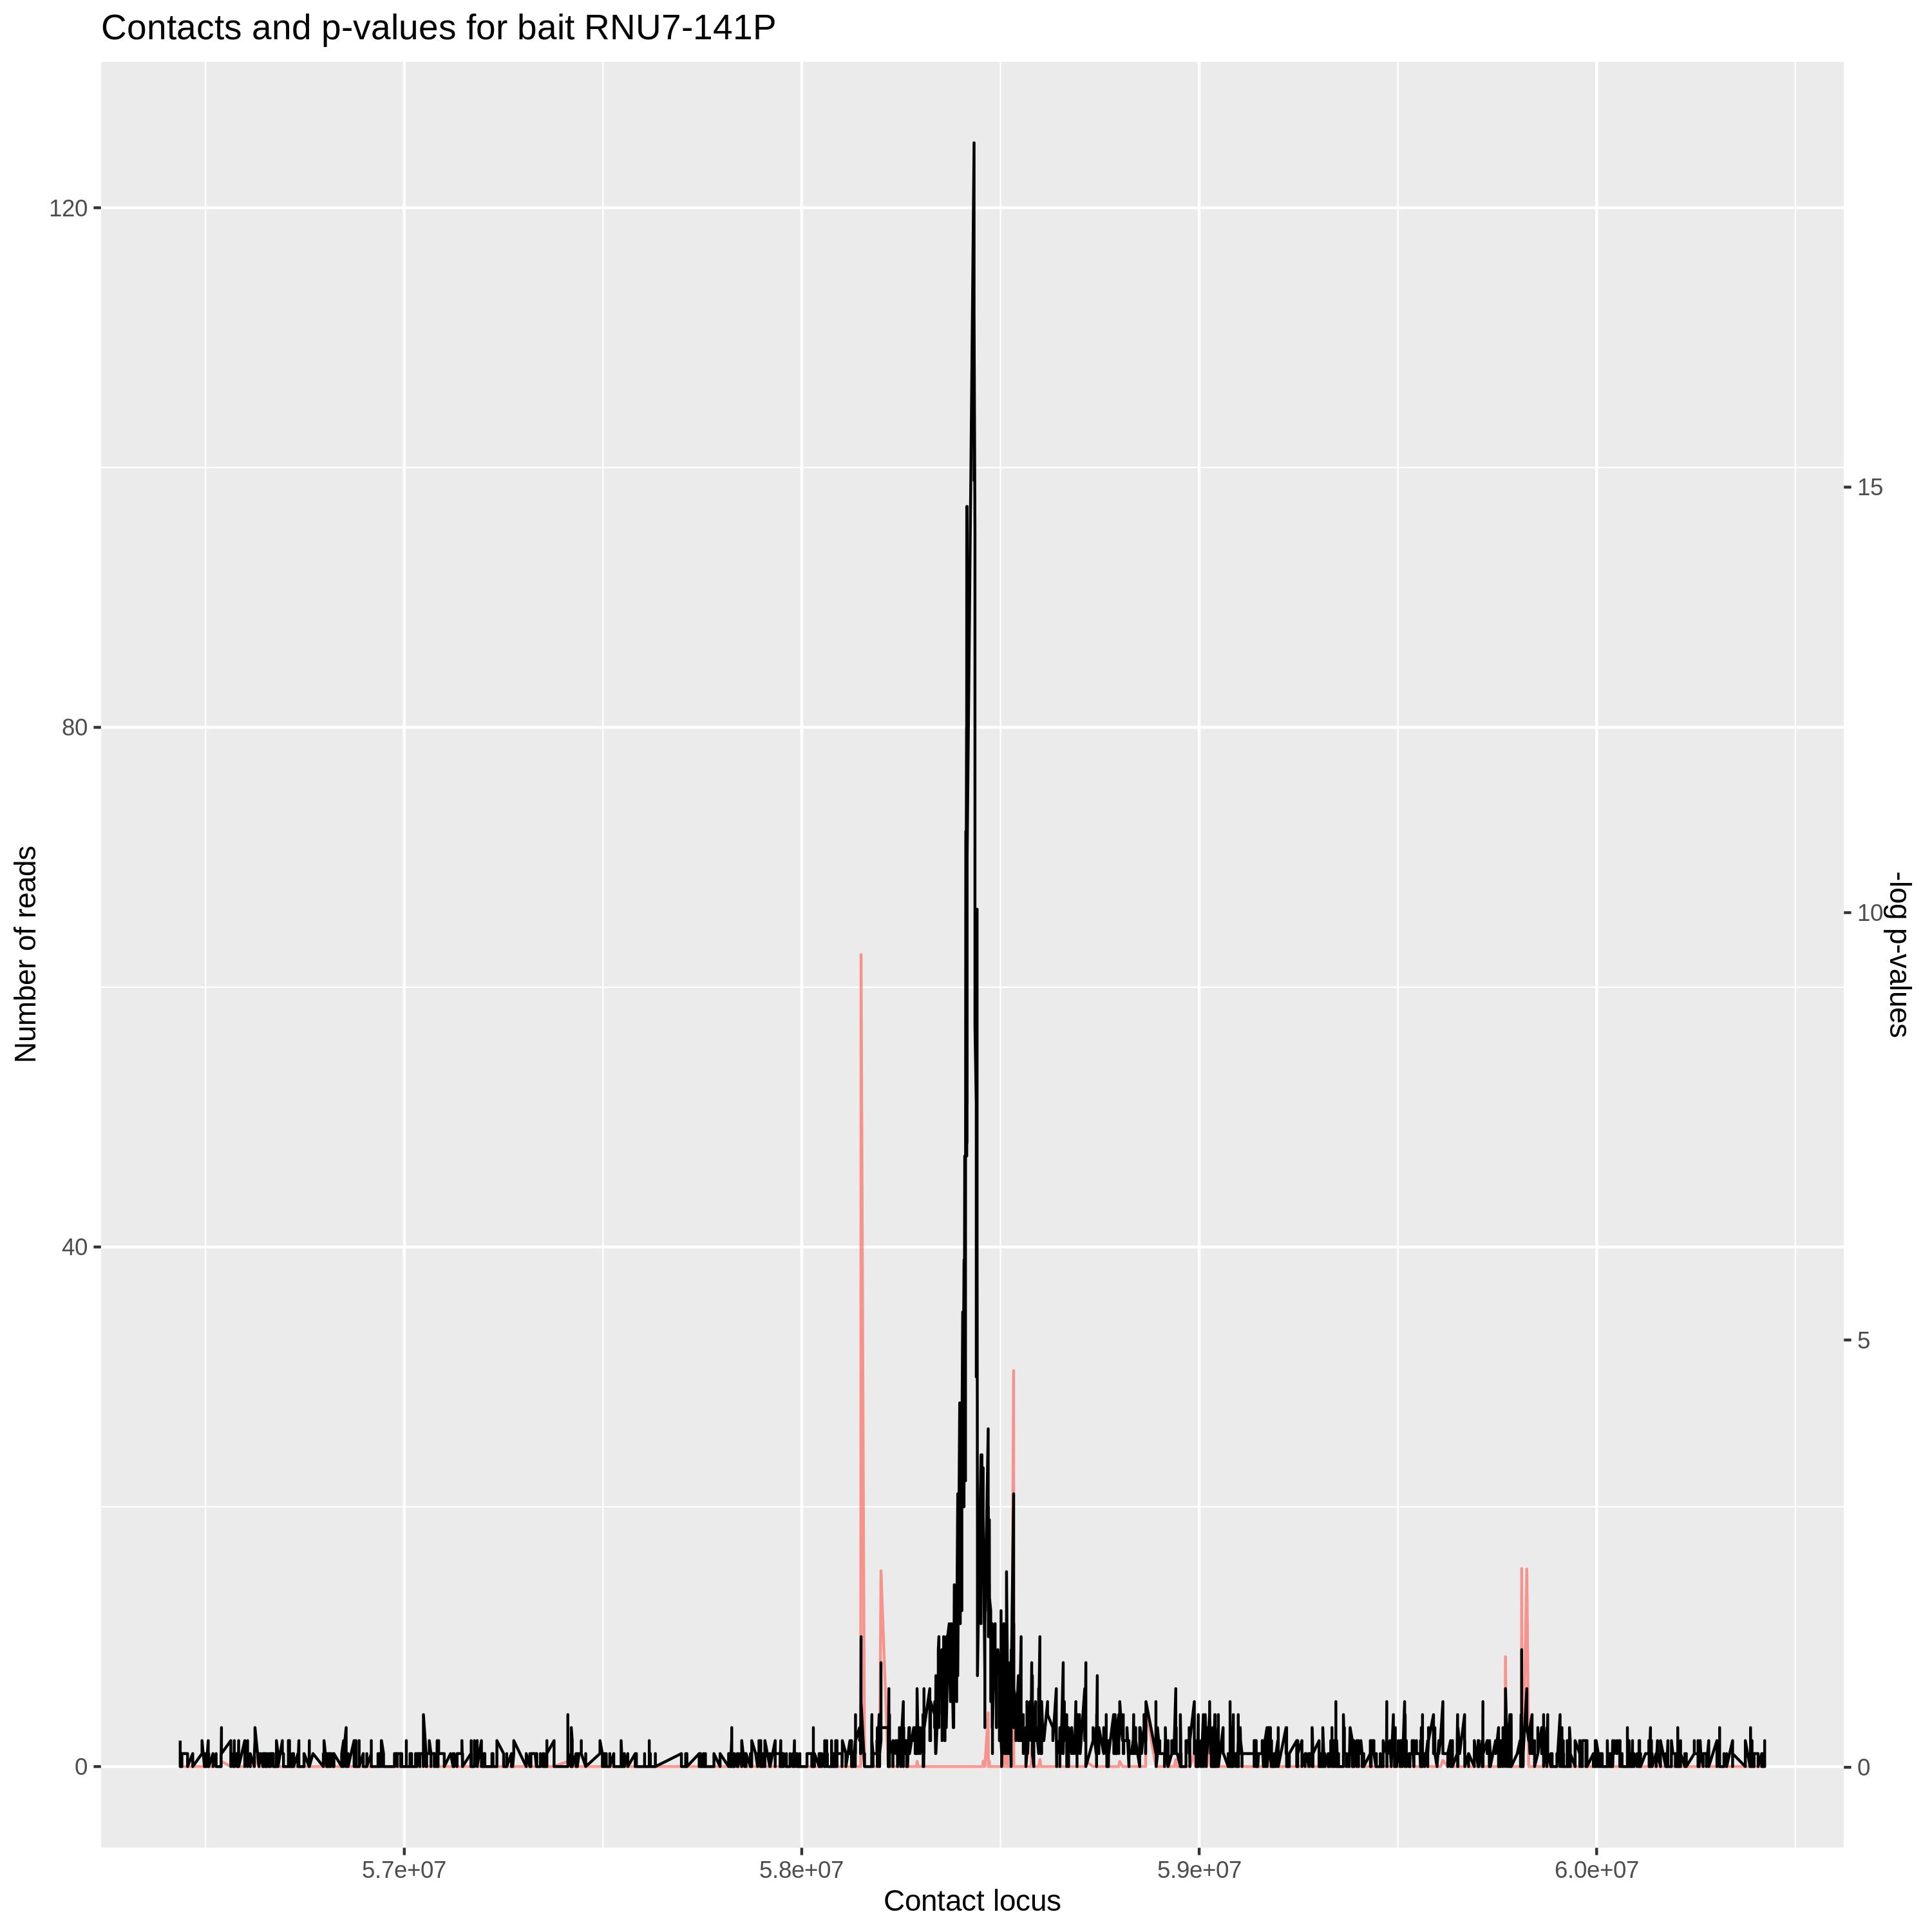 Contacts and p-values for bait RNU7-141P
120
80
40
0
Number of reads
15
10
5
0
-log p-values
5.7e+07
5.8e+07
5.9e+07
6.0e+07
Contact locus